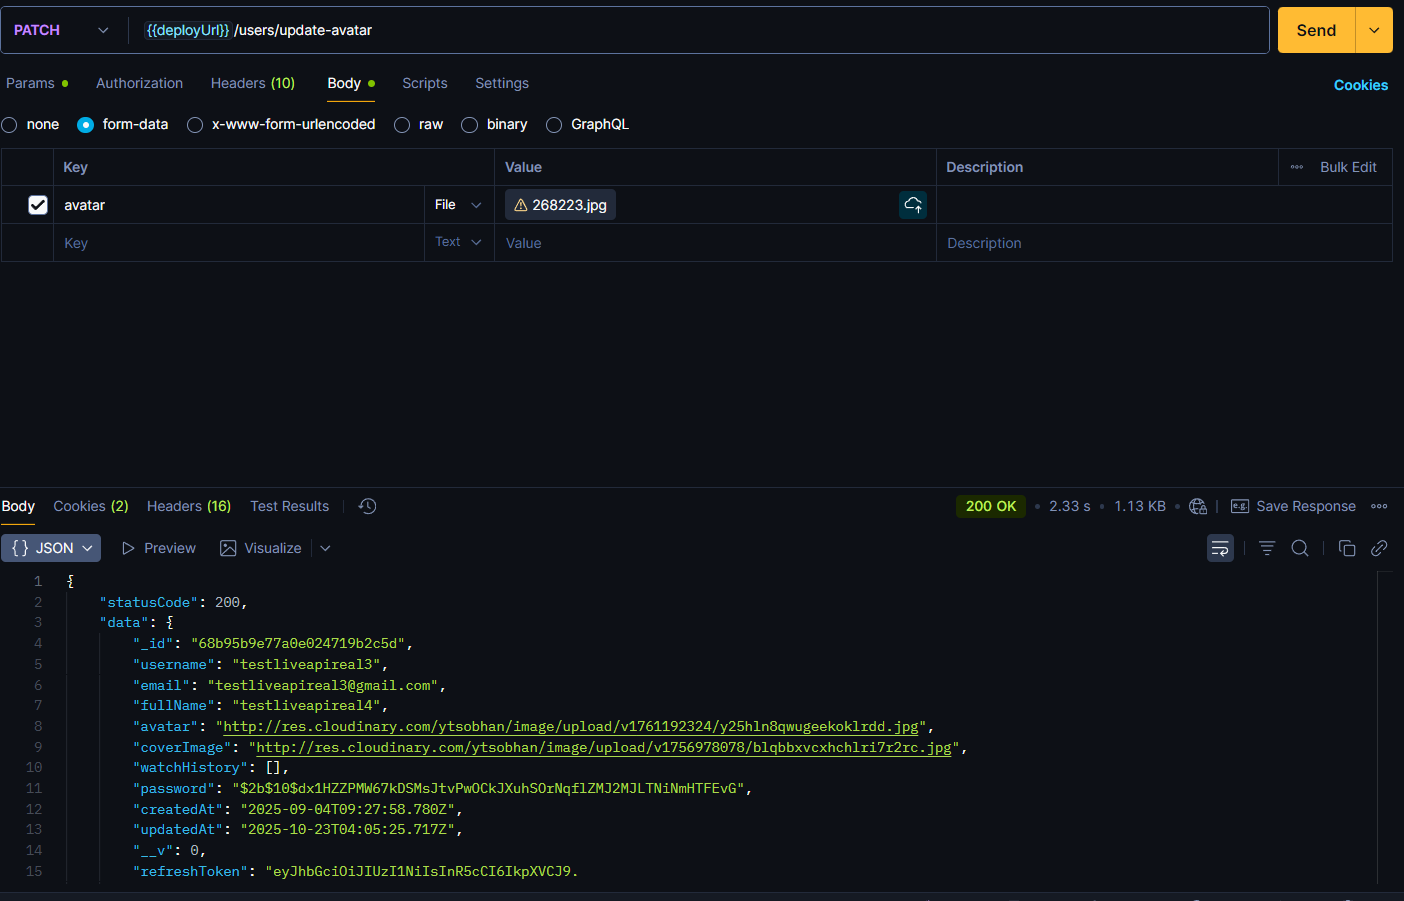 PATCH {{deployUrl}}/users/update-avatar Send
Params Authorization Headers (10) Body Scripts Settings Cookies
none form-data x-www-form-urlencoded raw binary GraphQL
Key Value Description Bulk Edit
avatar File 268223.jpg
Key Text Value Description
Body Cookies (2) Headers (16) Test Results 200 OK 2.33 s 1.13 KB e.g. Save Response
{} JSON Preview Visualize
1 {
2 "statusCode": 200,
3 "data": {
4 "_id": "68b95b9e77a0e024719b2c5d",
5 "username": "testliveapireal3",
6 "email": "testliveapireal3@gmail.com",
7 "fullName": "testliveapireal4",
8 "avatar": "http://res.cloudinary.com/ytsobhan/image/upload/v1761192324/y25hln8qwugeekoklrdd.jpg",
9 "coverImage": "http://res.cloudinary.com/ytsobhan/image/upload/v1756978078/blqbbxvcxhchlri7r2rc.jpg",
10 "watchHistory": [],
11 "password": "$2b$10$dx1HZZPMW67kDSMsJtvPwOCkJXuhSOrNqflZMJ2MJLTNiNmHTFEvG",
12 "createdAt": "2025-09-04T09:27:58.780Z",
13 "updatedAt": "2025-10-23T04:05:25.717Z",
14 "__v": 0,
15 "refreshToken": "eyJhbGciOiJIUzI1NiIsInR5cCI6IkpXVCJ9.